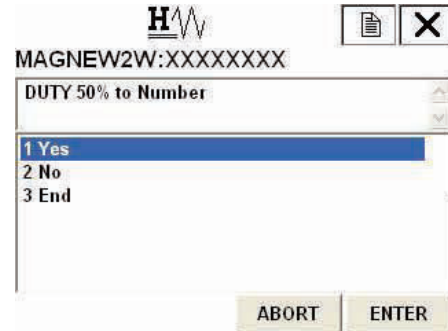 H
MAGNEW2W:XXXXXXXX
DUTY 50% to Number
1 Yes
2 No
3 End
ABORT ENTER